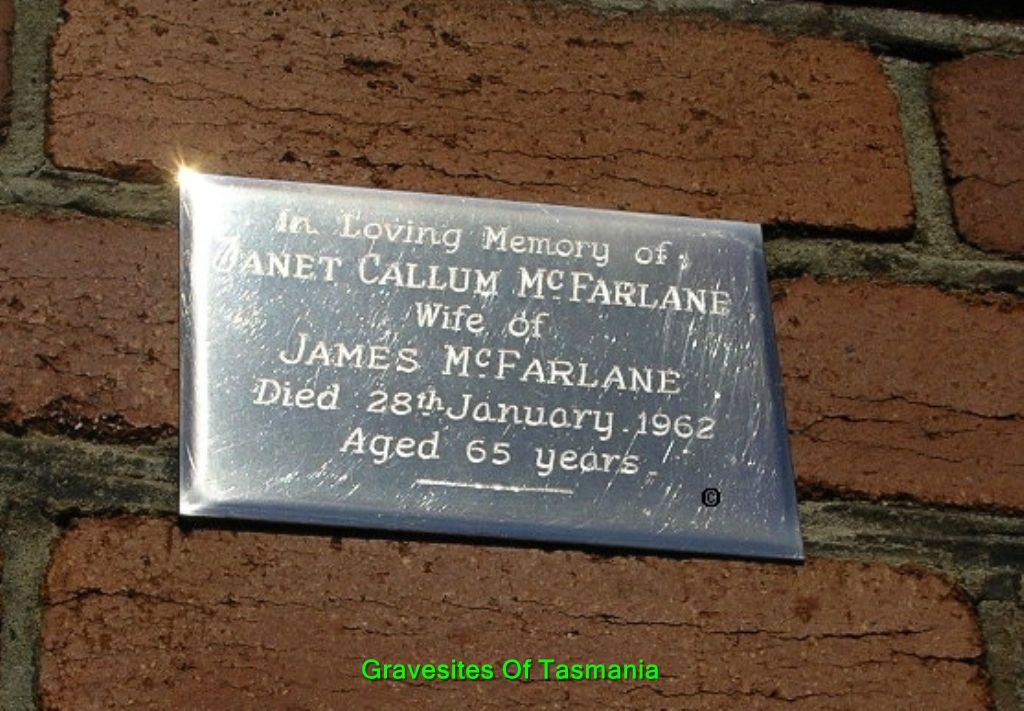 In Loving Memory of
JANET CALLUM McFARLANE
Wife of
JAMES McFARLANE
Died 28th January 1962
Aged 65 years.
©
Gravesites Of Tasmania